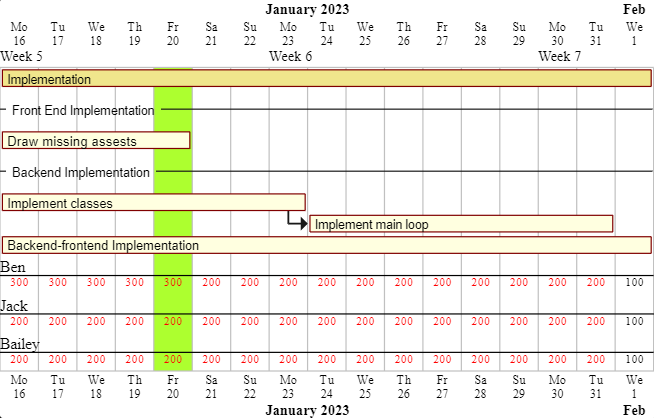 January 2023 Feb
Mo Tu We Th Fr Sa Su Mo Tu We Th Fr Sa Su Mo Tu We
16 17 18 19 20 21 22 23 24 25 26 27 28 29 30 31 1
Week 5 Week 6 Week 7
Implementation
Front End Implementation
Draw missing assests
Backend Implementation
Implement classes
Implement main loop
Backend-frontend Implementation
Ben
300 300 300 300 300 200 200 200 200 200 200 200 200 200 200 200 100
Jack
200 200 200 200 200 200 200 200 200 200 200 200 200 200 200 200 100
Bailey
200 200 200 200 200 200 200 200 200 200 200 200 200 200 200 200 100
Mo Tu We Th Fr Sa Su Mo Tu We Th Fr Sa Su Mo Tu We
16 17 18 19 20 21 22 23 24 25 26 27 28 29 30 31 1
January 2023 Feb